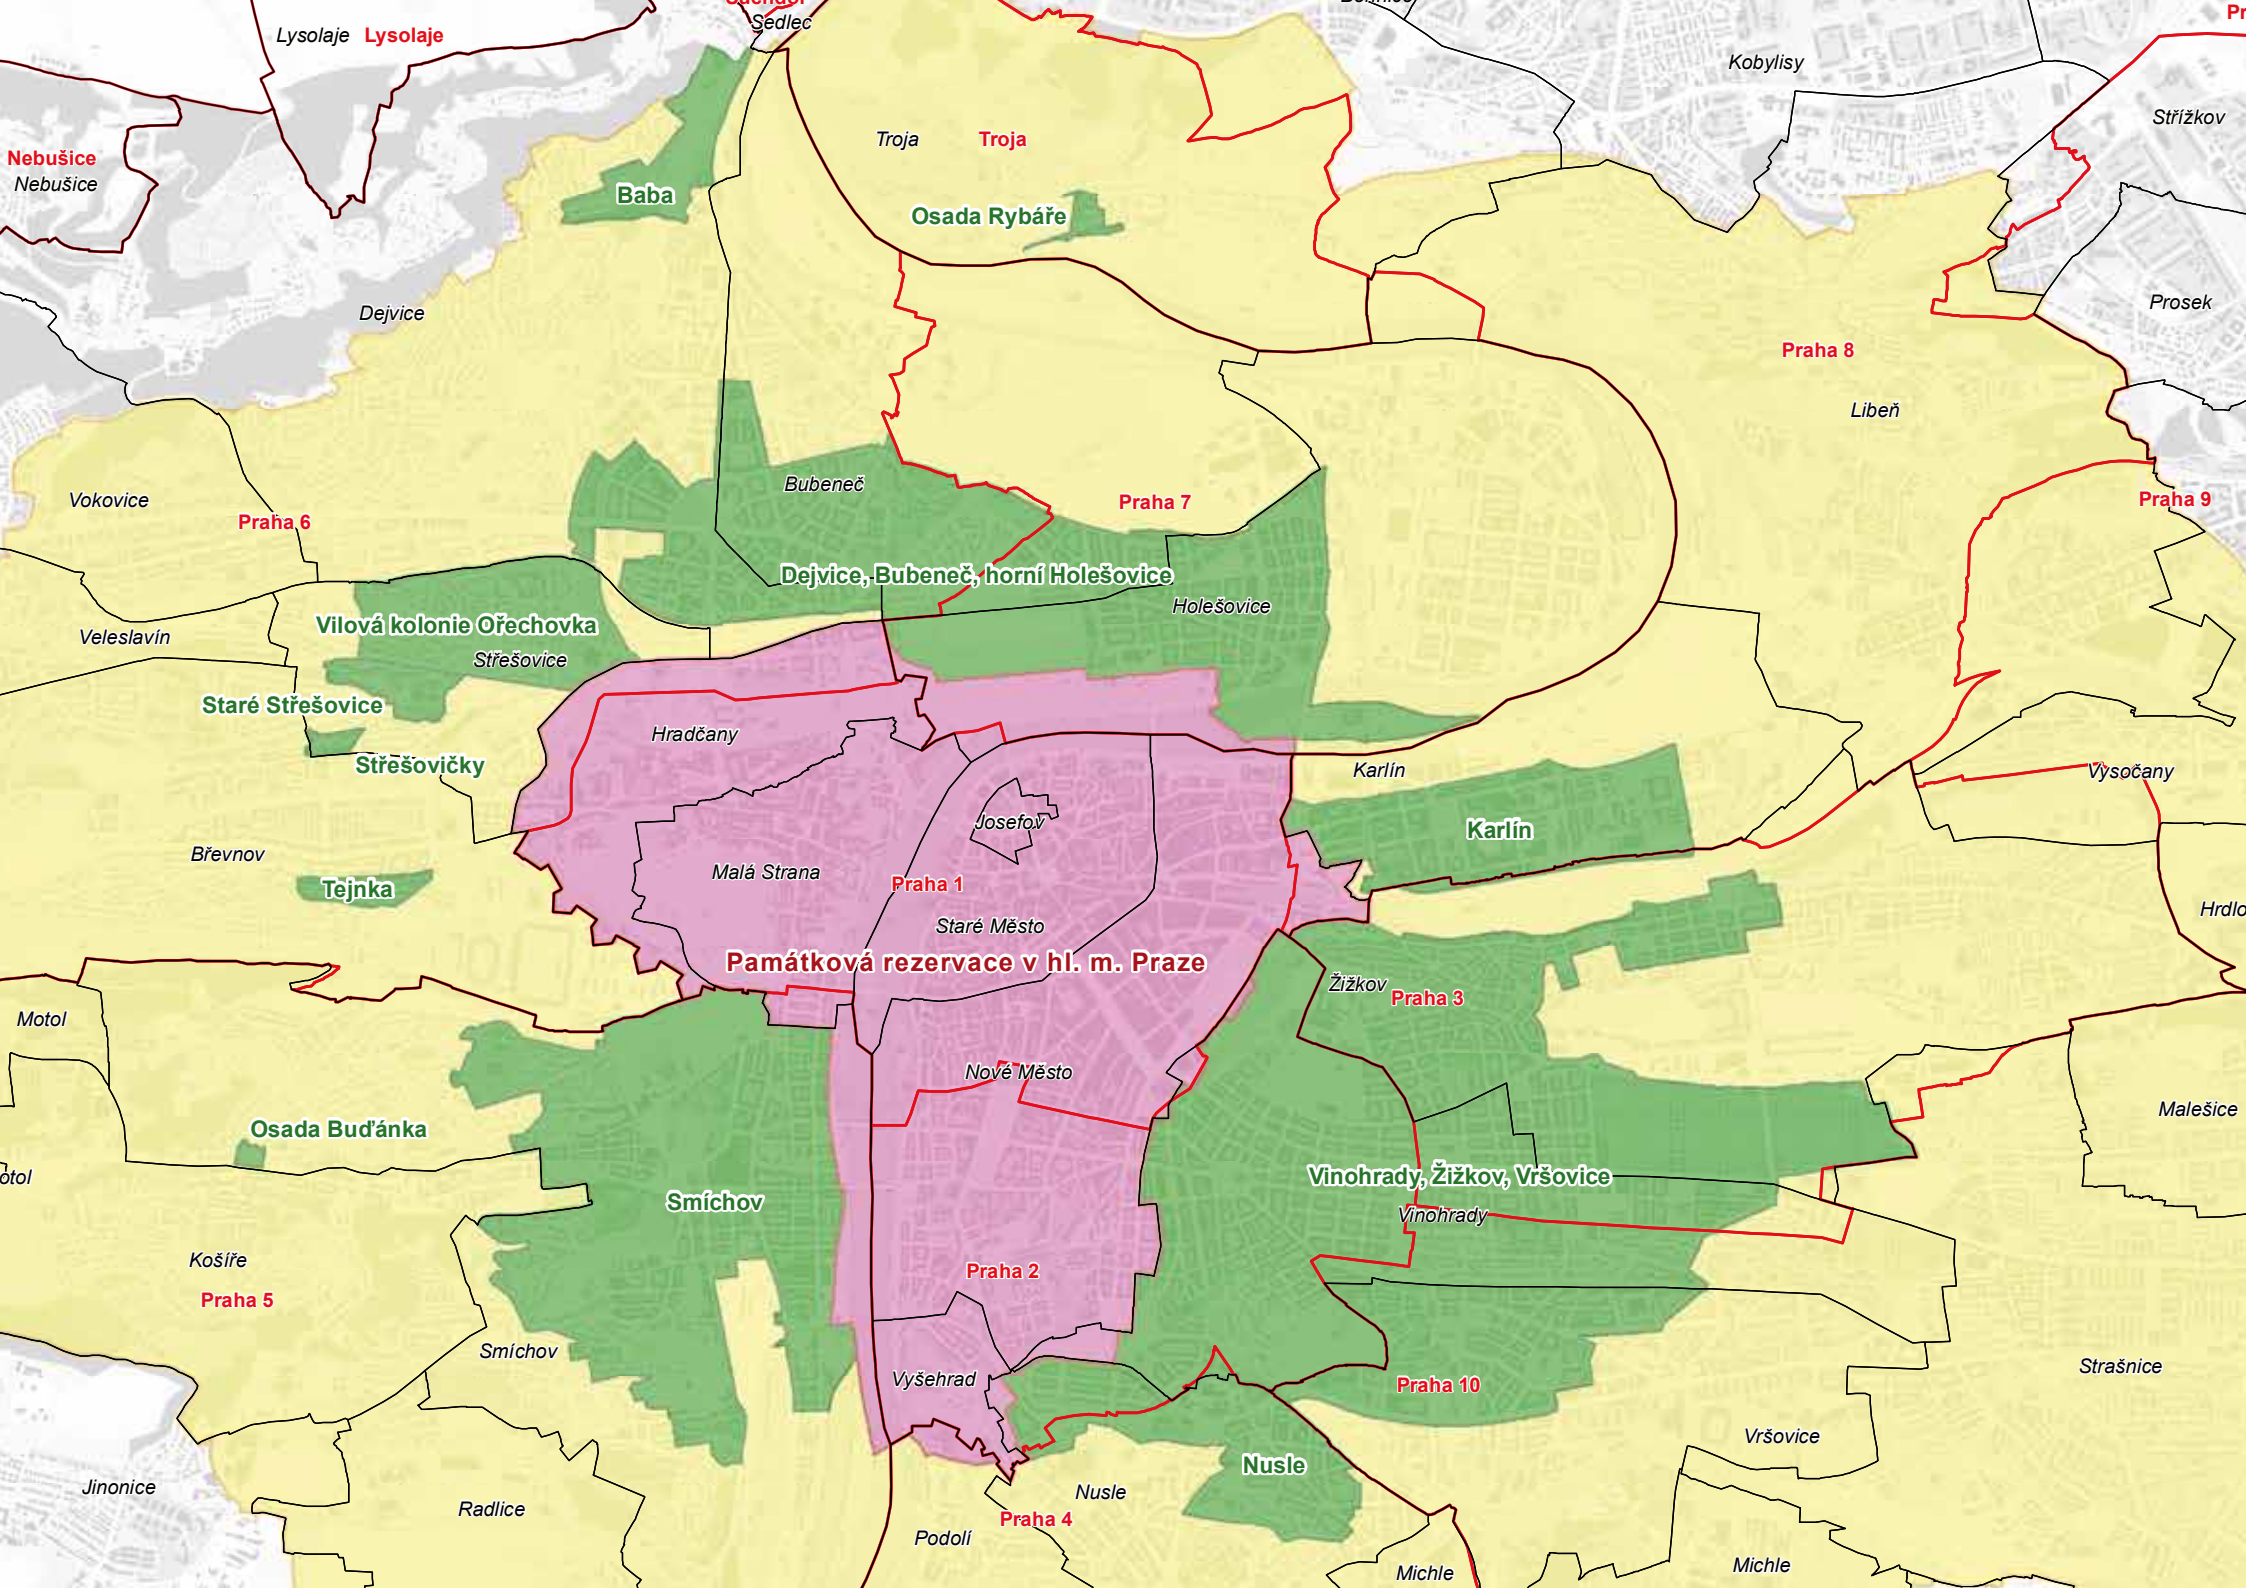 Suchdol
Sedlec
Lysolaje Lysolaje
Kobylisy
Střížkov
Troja Troja
Nebušice
Nebušice
Baba
Osada Rybáře
Prosek
Dejvice
Praha 8
Libeň
Bubeneč
Vokovice
Praha 7
Praha 9
Praha 6
Dejvice, Bubeneč, horní Holešovice
Holešovice
Vilová kolonie Ořechovka
Veleslavín
Střešovice
Staré Střešovice
Hradčany
Střešovičky
Karlín
Vysočany
Josefov
Karlín
Břevnov
Malá Strana
Praha 1
Tejnka
Hrdlo
Staré Město
Památková rezervace v hl. m. Praze
Žižkov
Praha 3
Motol
Nové Město
Malešice
Osada Buďánka
otol
Vinohrady, Žižkov, Vršovice
Smíchov
Vinohrady
Košíře
Praha 2
Praha 5
Smíchov
Strašnice
Vyšehrad
Praha 10
Vršovice
Nusle
Jinonice
Nusle
Radlice
Praha 4
Podolí
Michle
Michle